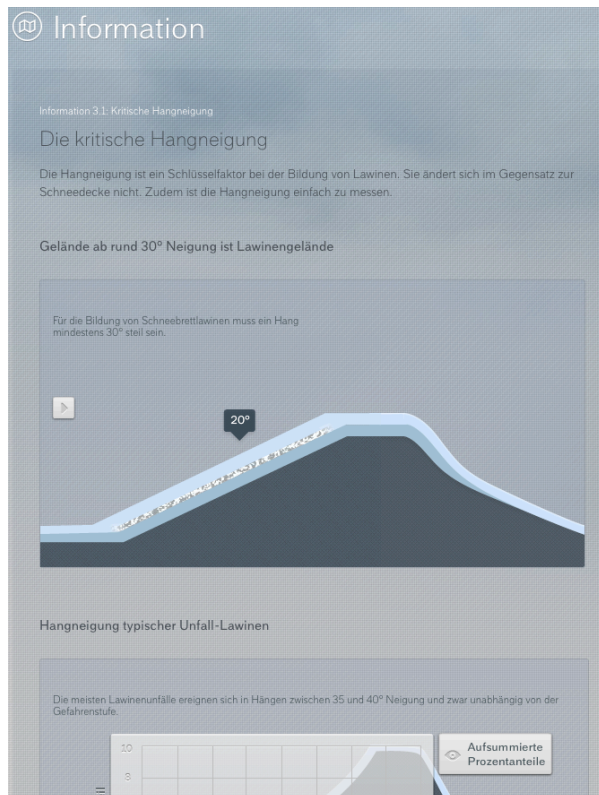 Information
Information 3.1: Kritische Hangneigung
Die kritische Hangneigung
Die Hangneigung ist ein Schlüsselfaktor bei der Bildung von Lawinen. Sie ändert sich im Gegensatz zur
Schneedecke nicht. Zudem ist die Hangneigung einfach zu messen.
Gelände ab rund 30° Neigung ist Lawinengelände
Für die Bildung von Schneebrettlawinen muss ein Hang
mindestens 30° steil sein.
20°
Hangneigung typischer Unfall-Lawinen
Die meisten Lawinenunfälle ereignen sich in Hängen zwischen 35 und 40° Neigung und zwar unabhängig von der
Gefahrenstufe.
10
Aufsummierte
Prozentanteile